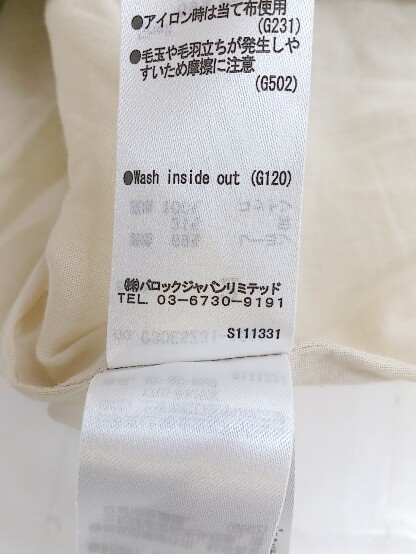 ●アイロン時は当て布使用
(G231)
●毛玉や毛羽立ちが発生しや
すいため摩擦に注意
(G502)
●Wash inside out (G120)
㈱バロックジャパンリミテッド
TEL. 03-6730-9191
S111331